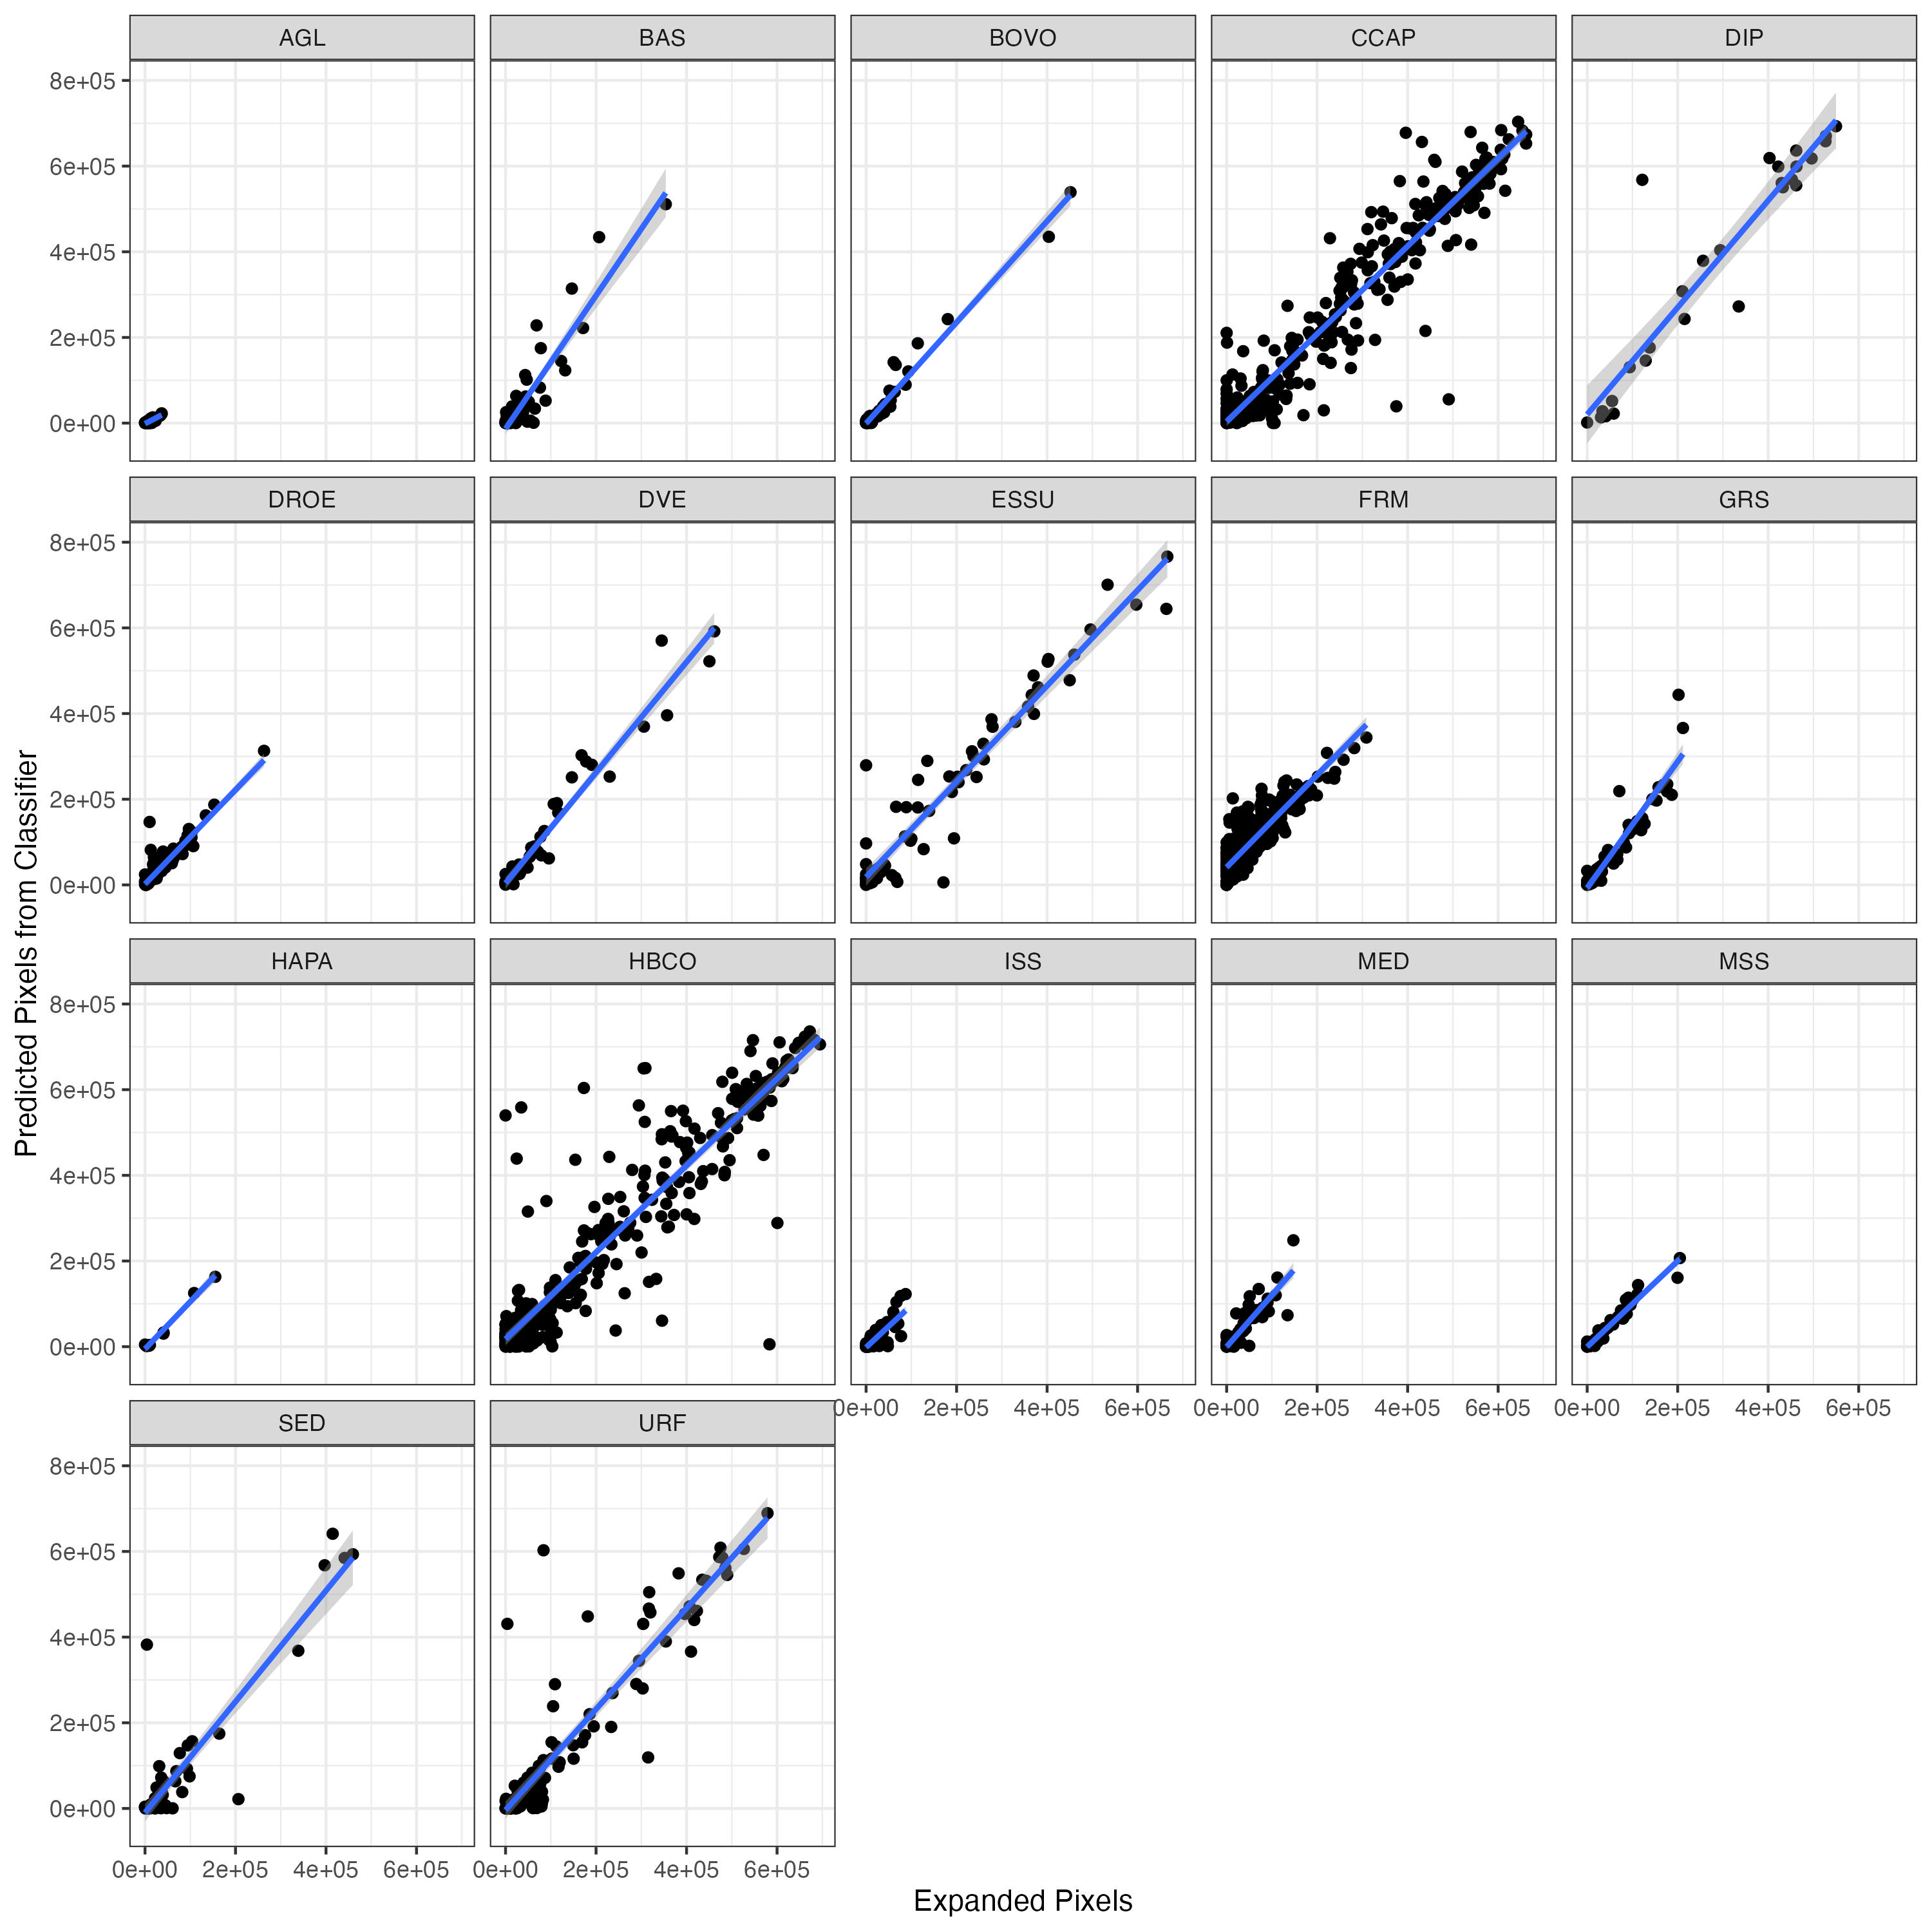 AGL BAS BOVO CCAP DIP
8e+05
6e+05
4e+05
2e+05
0e+00
DROE DVE ESSU FRM GRS
8e+05
6e+05
4e+05
2e+05
0e+00
Predicted Pixels from Classifier
HAPA HBCO ISS MED MSS
8e+05
6e+05
4e+05
2e+05
0e+00
0e+00 2e+05 4e+05 6e+05 0e+00 2e+05 4e+05 6e+05 0e+00 2e+05 4e+05 6e+05
SED URF
8e+05
6e+05
4e+05
2e+05
0e+00
0e+00 2e+05 4e+05 6e+05 0e+00 2e+05 4e+05 6e+05
Expanded Pixels